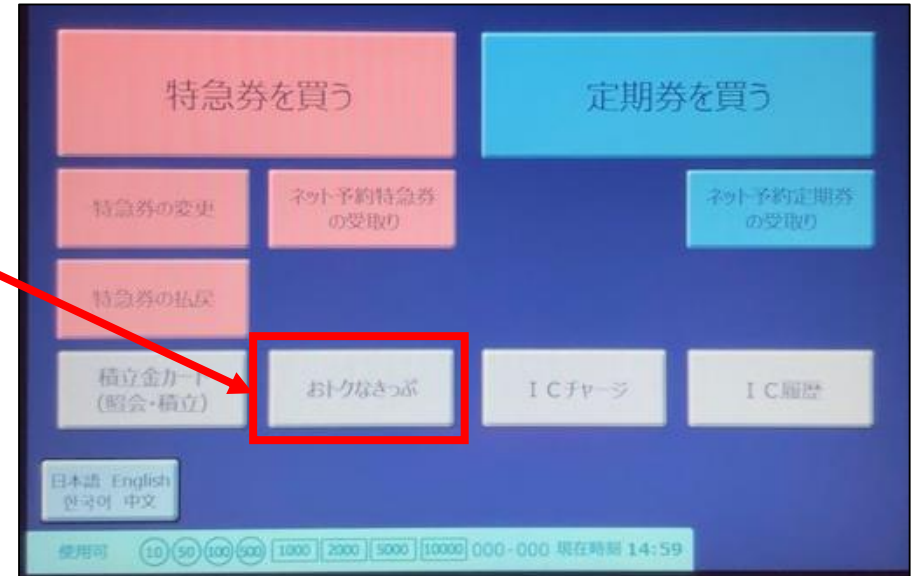 特急券を買う
定期券を買う
特急券の変更
ネット予約特急券
の受取り
ネット予約定期券
の受取り
特急券の払戻
積立金カード
(照会・積立)
おトクなきっぷ
ICチャージ
IC履歴
日本語 English
한국어 中文
使用可 10 50 100 500 1000 2000 5000 10000 000-000 現在時刻 14:59